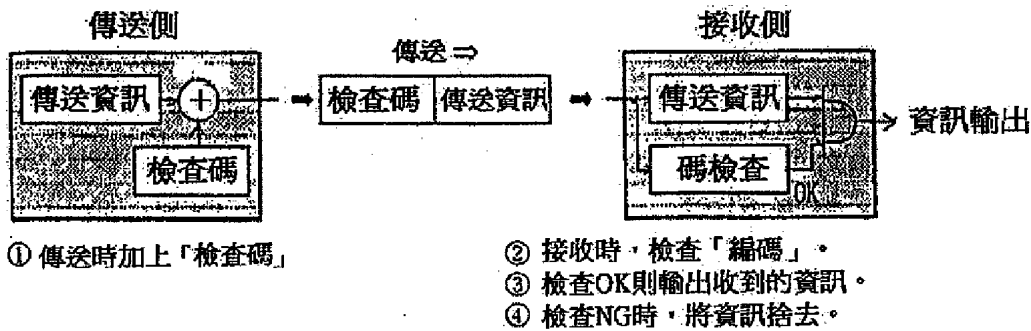 傳送側
傳送資訊
+
檢查碼
傳送⇒
檢查碼 傳送資訊
接收側
傳送資訊
碼檢查
OK
資訊輸出
① 傳送時加上「檢查碼」
② 接收時，檢查「編碼」。
③ 檢查OK則輸出收到的資訊。
④ 檢查NG時，將資訊捨去。